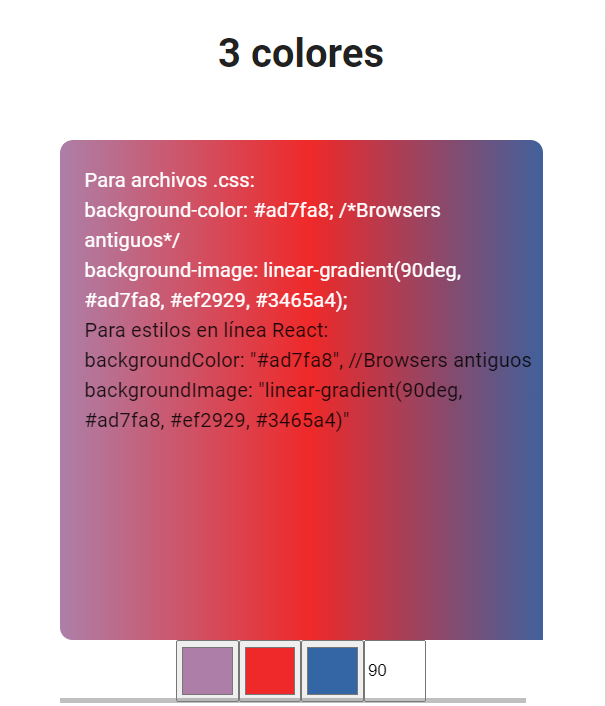 3 colores
Para archivos .css:
background-color: #ad7fa8; /*Browsers
antiguos*/
background-image: linear-gradient(90deg,
#ad7fa8, #ef2929, #3465a4);
Para estilos en línea React:
backgroundColor: "#ad7fa8", //Browsers antiguos
backgroundImage: "linear-gradient(90deg,
#ad7fa8, #ef2929, #3465a4)"
90